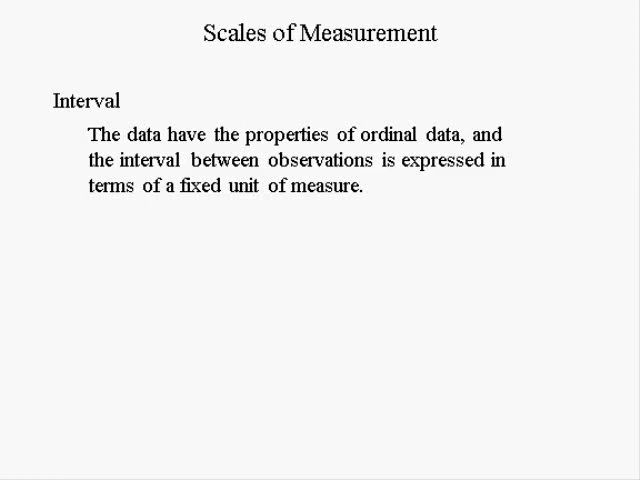 Scales of Measurement
Interval
The data have the properties of ordinal data, and
the interval between observations is expressed in
terms of a fixed unit of measure.